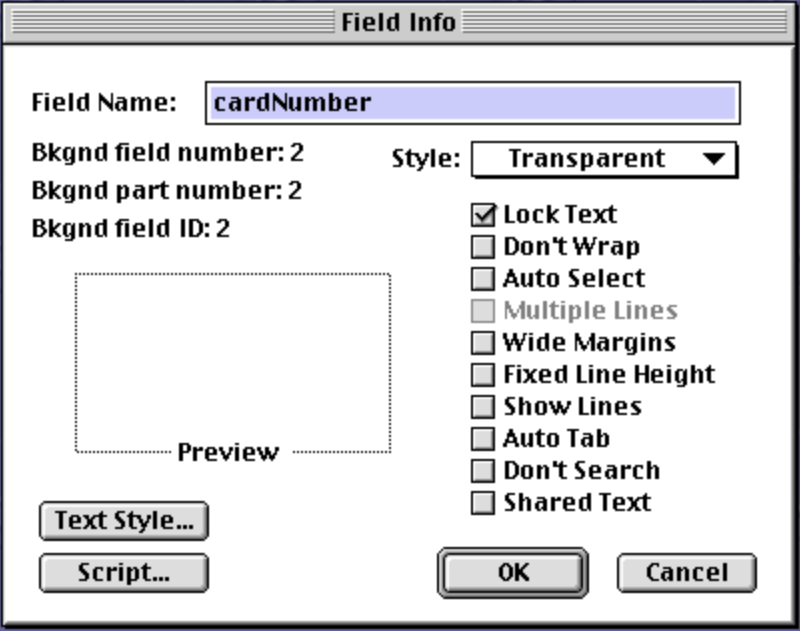 Field Info
Field Name: cardNumber
Bkgnd field number: 2
Style: Transparent
Bkgnd part number: 2
Bkgnd field ID: 2
Lock Text
Don't Wrap
Auto Select
Multiple Lines
Wide Margins
Fixed Line Height
Show Lines
Auto Tab
Don't Search
Shared Text
Preview
Text Style...
Script...
OK
Cancel